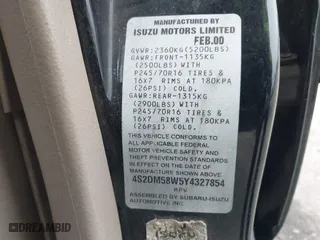 MANUFACTURED BY
ISUZU MOTORS LIMITED
FEB.00
GVWR:2360KG(5200LBS)
GAWR:FRONT-1135KG
(2500LBS)WITH
P245/70R16 TIRES &
16x7 RIMS AT 180KPA
(26PSI) COLD.
GAWR:REAR-1315KG
(2900LBS)WITH
P245/70R16 TIRES &
16x7 RIMS AT 180KPA
(26PSI) COLD.
THIS VEHICLE CONFORMS TO
ALL APPLICABLE FEDERAL
MOTOR VEHICLE SAFETY AND
THEFT PREVENTION STANDARDS
IN EFFECT ON THE DATE OF
MANUFACTURE SHOWN ABOVE.
4S2DM58W5Y4327854
MPV
ASSEMBLED BY SUBARU-ISUZU
AUTOMOTIVE INC.
ISUZU